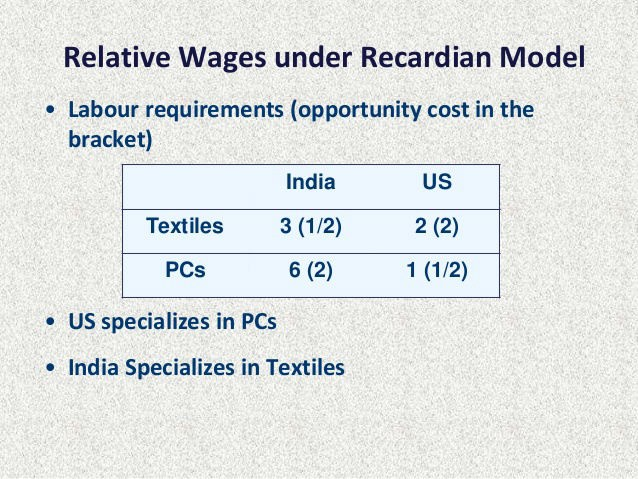 Relative Wages under Recardian Model
• Labour requirements (opportunity cost in the
bracket)
India US
Textiles 3 (1/2) 2 (2)
PCs 6 (2) 1 (1/2)
• US specializes in PCs
• India Specializes in Textiles